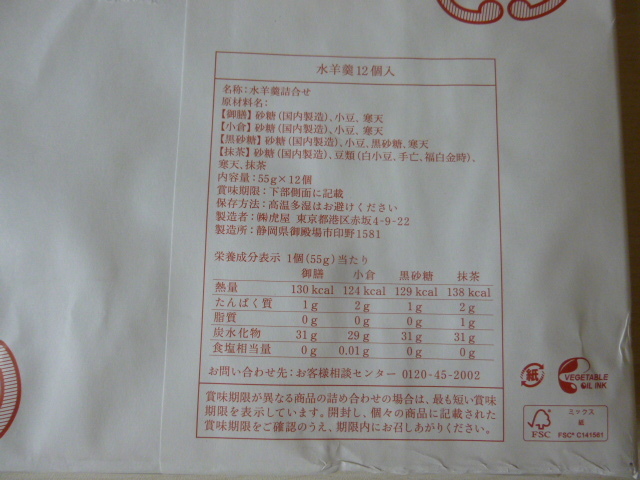 水羊羹12個入
名称：水羊羹詰合せ
原材料名：
【御膳】砂糖（国内製造）、小豆、寒天
【小倉】砂糖（国内製造）、小豆、寒天
【黒砂糖】砂糖（国内製造）、小豆、黒砂糖、寒天
【抹茶】砂糖（国内製造）、豆類（白小豆、手亡、福白金時）、
寒天、抹茶
内容量：55g×12個
賞味期限：下部側面に記載
保存方法：高温多湿はお避けください
製造者：㈱虎屋 東京都港区赤坂4-9-22
製造所：静岡県御殿場市印野1581
栄養成分表示 1個（55g）当たり
御膳 小倉 黒砂糖 抹茶
熱量 130 kcal 124 kcal 129 kcal 138 kcal
たんぱく質 1g 2g 1g 2g
脂質 0g 0g 0g 1g
炭水化物 31g 29g 31g 31g
食塩相当量 0g 0.01g 0g 0g
お問い合わせ先：お客様相談センター 0120-45-2002
賞味期限が異なる商品の詰め合わせの場合は、最も短い賞味
期限を表示しています。開封し、個々の商品に記載された
賞味期限をご確認のうえ、期限内にお召しあがりください。
紙
VEGETABLE
OIL INK
FSC
ミックス
紙
FSC® C141561